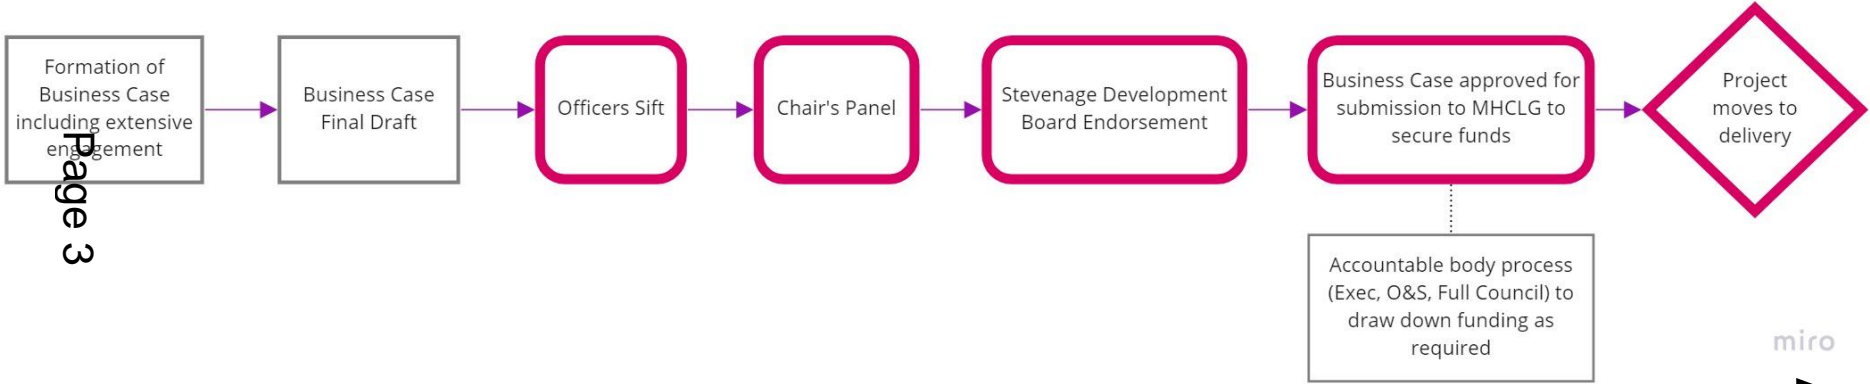 Formation of
Business Case
including extensive
engagement
Business Case
Final Draft
Officers Sift
Chair's Panel
Stevenage Development
Board Endorsement
Business Case approved for
submission to MHCLG to
secure funds
Project
moves to
delivery
Accountable body process
(Exec, O&S, Full Council) to
draw down funding as
required
Page 3
miro